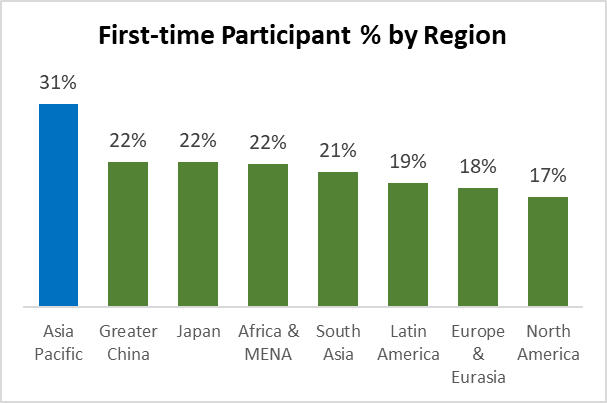 First-time Participant % by Region
31%
22%
22%
22%
21%
19%
18%
17%
Asia
Pacific
Greater
China
Japan
Africa &
MENA
South
Asia
Latin
America
Europe
&
Eurasia
North
America